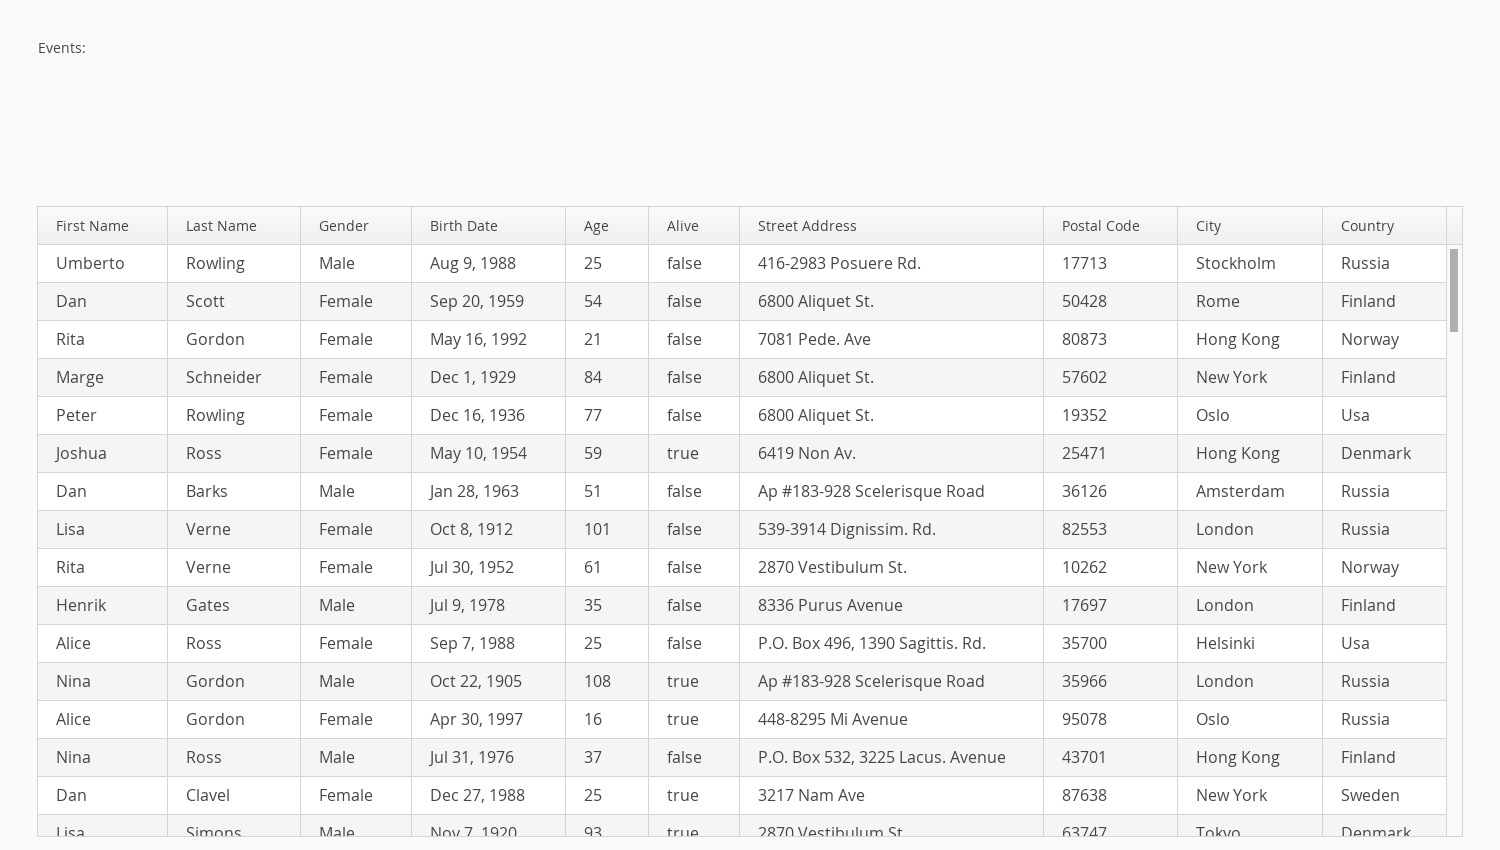 Events:
First Name Last Name Gender Birth Date Age Alive Street Address Postal Code City Country
Umberto Rowling Male Aug 9, 1988 25 false 416-2983 Posuere Rd. 17713 Stockholm Russia
Dan Scott Female Sep 20, 1959 54 false 6800 Aliquet St. 50428 Rome Finland
Rita Gordon Female May 16, 1992 21 false 7081 Pede. Ave 80873 Hong Kong Norway
Marge Schneider Female Dec 1, 1929 84 false 6800 Aliquet St. 57602 New York Finland
Peter Rowling Female Dec 16, 1936 77 false 6800 Aliquet St. 19352 Oslo Usa
Joshua Ross Female May 10, 1954 59 true 6419 Non Av. 25471 Hong Kong Denmark
Dan Barks Male Jan 28, 1963 51 false Ap #183-928 Scelerisque Road 36126 Amsterdam Russia
Lisa Verne Female Oct 8, 1912 101 false 539-3914 Dignissim. Rd. 82553 London Russia
Rita Verne Female Jul 30, 1952 61 false 2870 Vestibulum St. 10262 New York Norway
Henrik Gates Male Jul 9, 1978 35 false 8336 Purus Avenue 17697 London Finland
Alice Ross Female Sep 7, 1988 25 false P.O. Box 496, 1390 Sagittis. Rd. 35700 Helsinki Usa
Nina Gordon Male Oct 22, 1905 108 true Ap #183-928 Scelerisque Road 35966 London Russia
Alice Gordon Female Apr 30, 1997 16 true 448-8295 Mi Avenue 95078 Oslo Russia
Nina Ross Male Jul 31, 1976 37 false P.O. Box 532, 3225 Lacus. Avenue 43701 Hong Kong Finland
Dan Clavel Female Dec 27, 1988 25 true 3217 Nam Ave 87638 New York Sweden
Lisa Simons Male Nov 7, 1920 93 true 2870 Vestibulum St. 63747 Tokyo Denmark